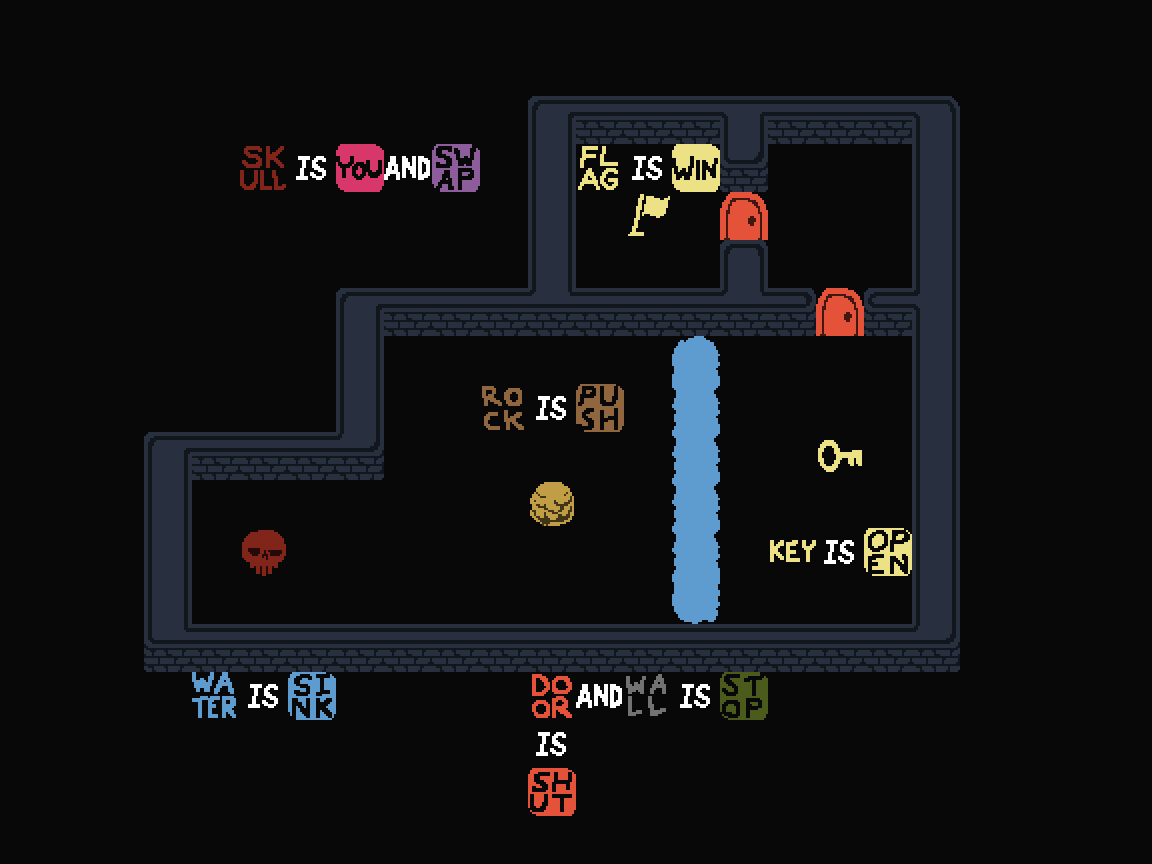 SKULL IS YOU AND SWAP
FLAG IS WIN
ROCK IS PUSH
KEY IS OPEN
WATER IS SINK
DOOR AND WALL IS STOP
IS
SHUT